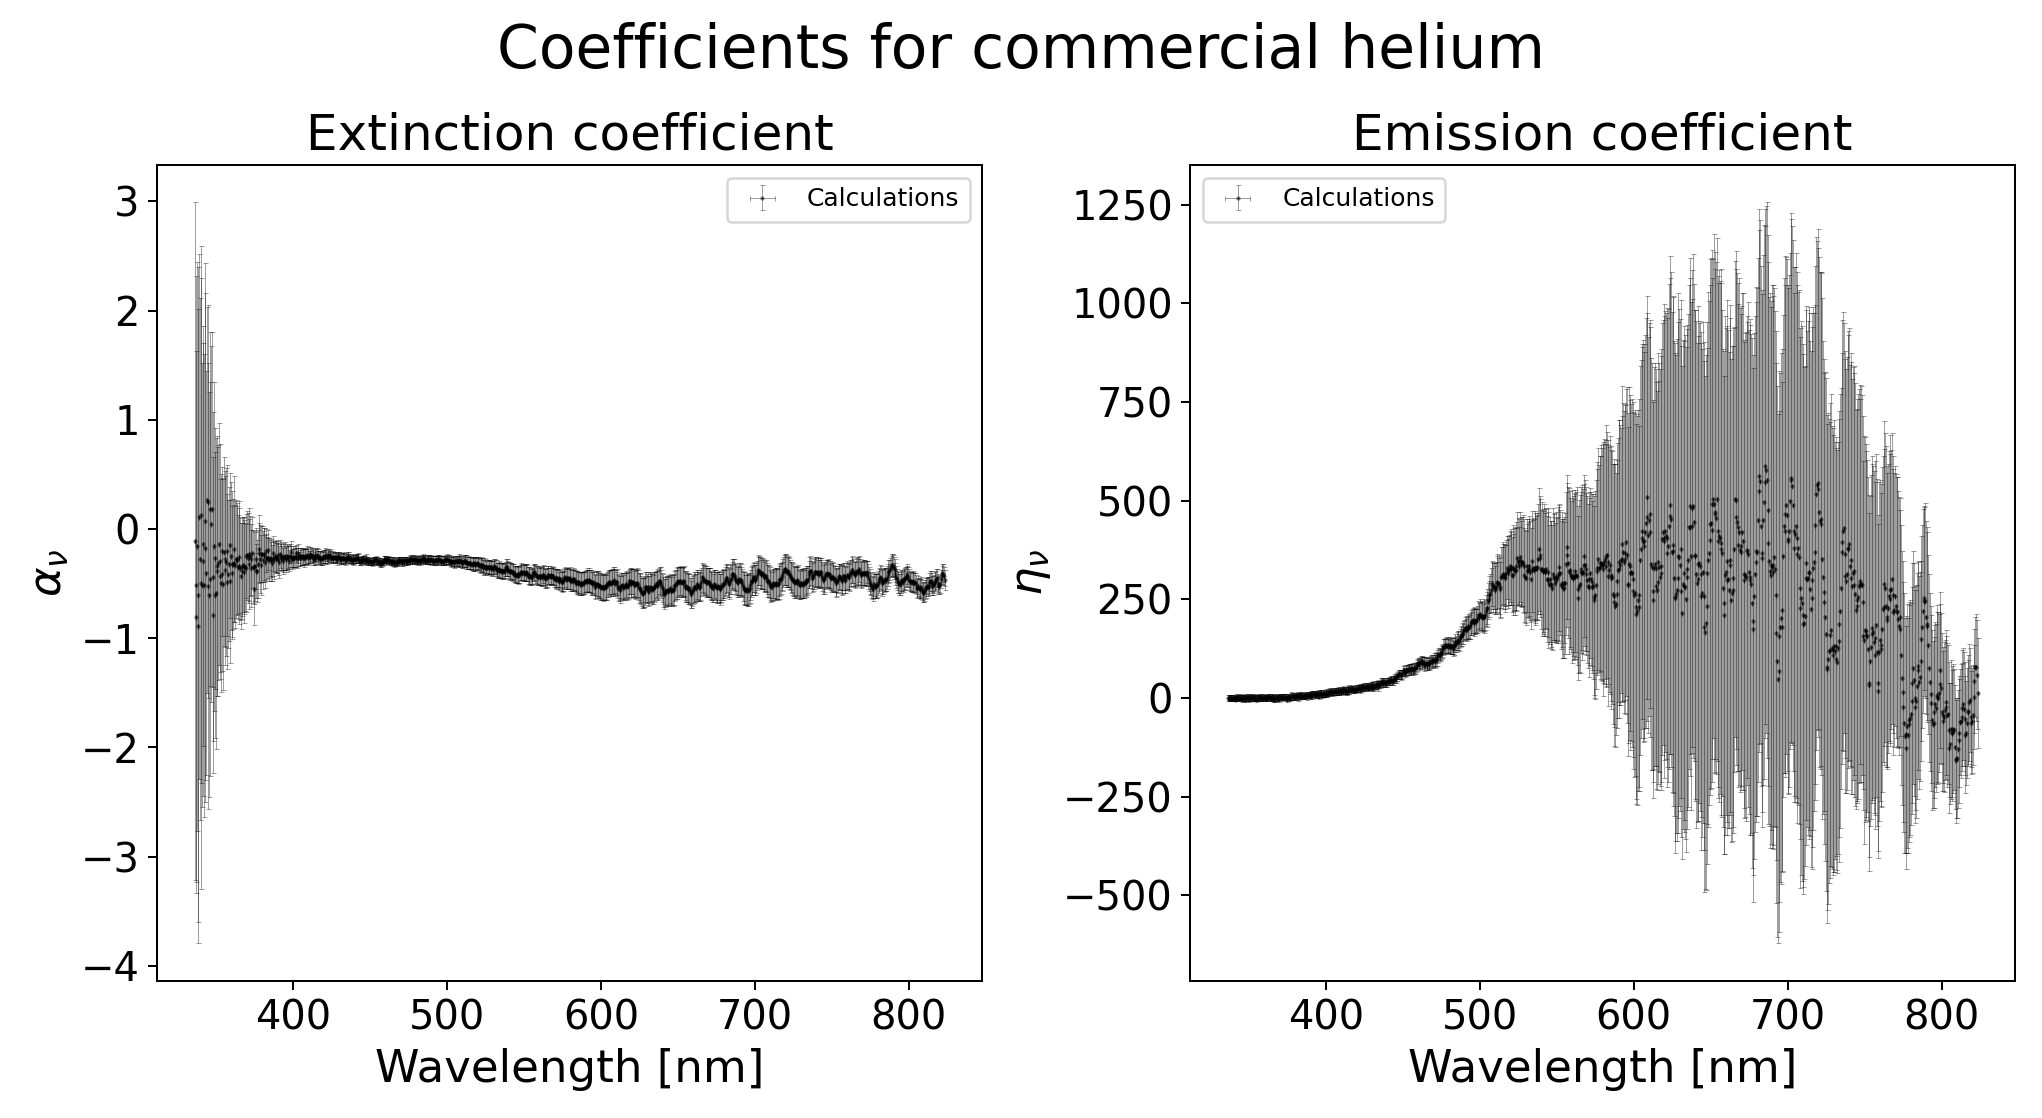 Coefficients for commercial helium
Extinction coefficient
Calculations
3
2
1
0
−1
−2
−3
−4
αν
400 500 600 700 800
Wavelength [nm]
Emission coefficient
Calculations
1250
1000
750
500
250
0
−250
−500
ην
400 500 600 700 800
Wavelength [nm]